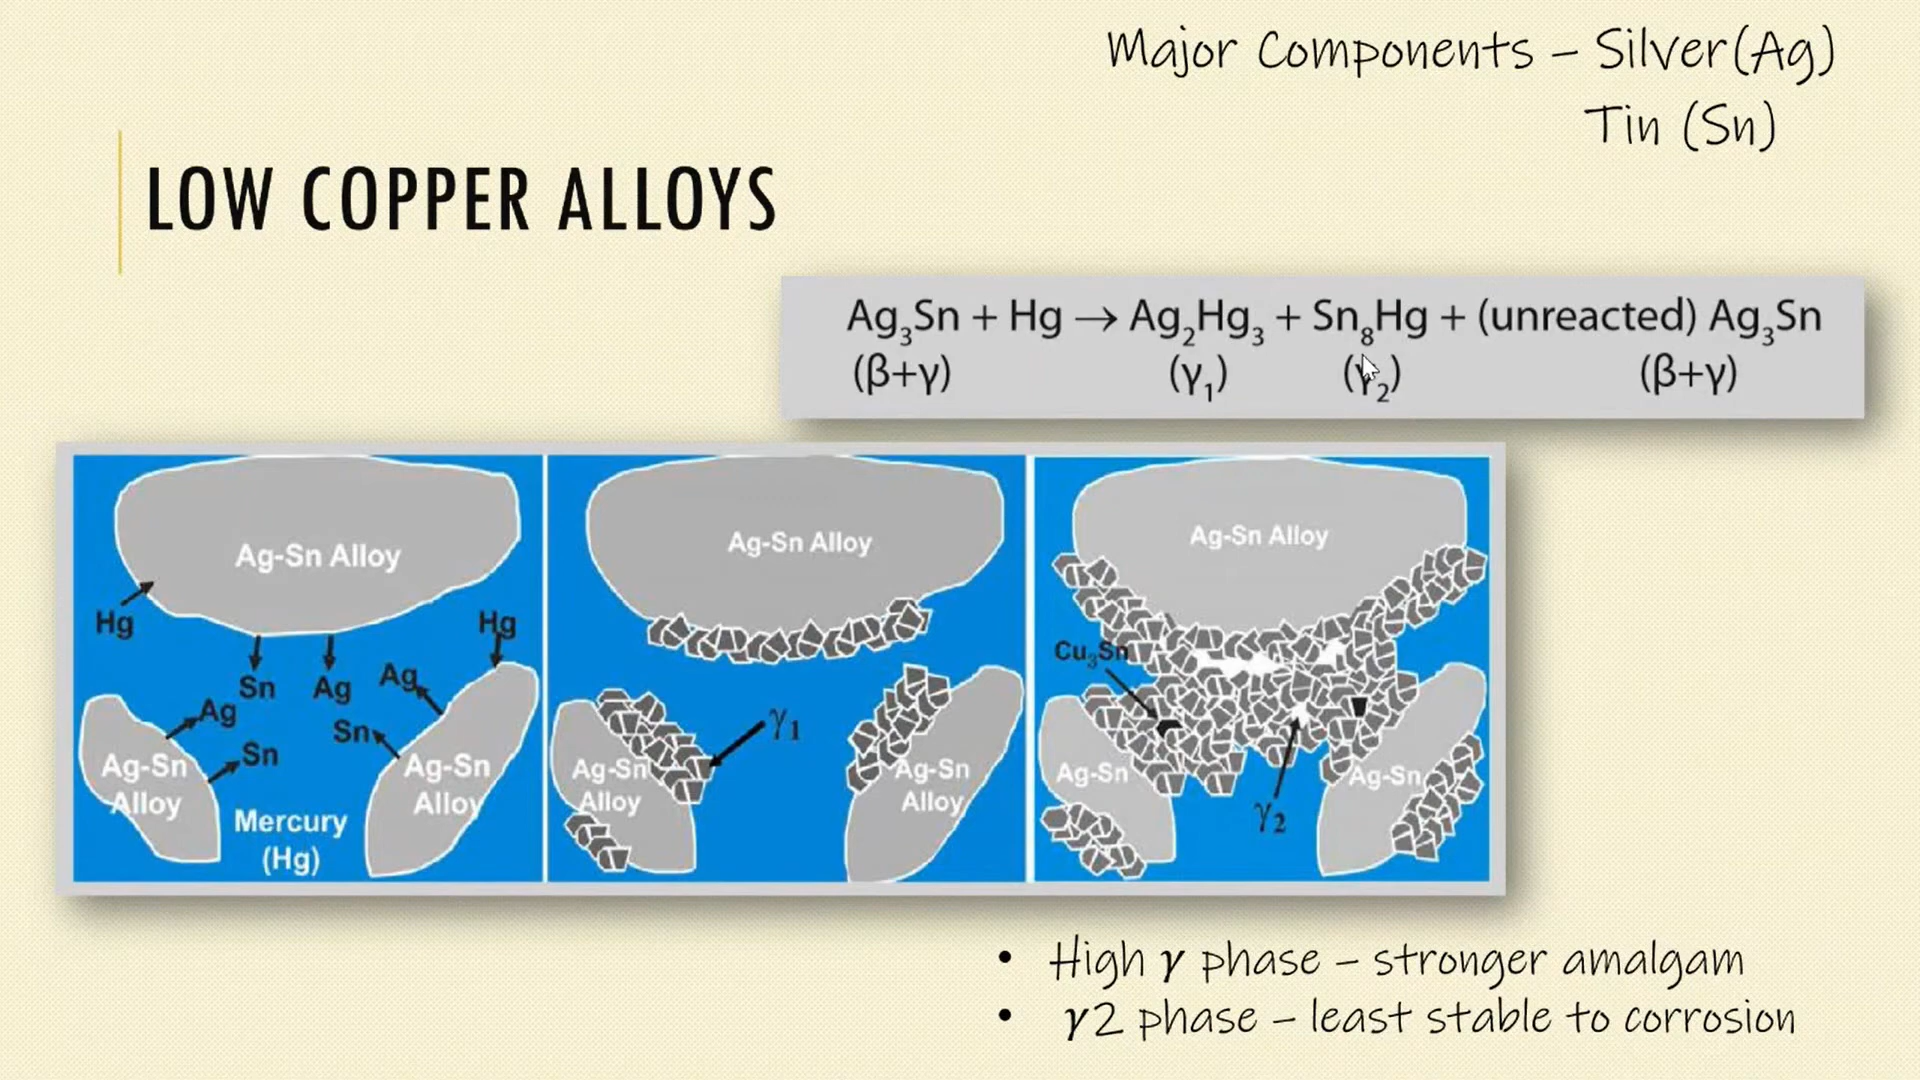 Major Components – Silver(Ag)
Tin (Sn)
LOW COPPER ALLOYS
Ag₃Sn + Hg → Ag₂Hg₃ + Sn₈Hg + (unreacted) Ag₃Sn
(β+γ) (γ₁) (γ₂) (β+γ)
Ag-Sn Alloy
Hg
Hg
Sn
Ag
Ag
Ag
Sn
Sn
Ag-Sn
Alloy
Ag-Sn
Alloy
Mercury
(Hg)
Ag-Sn Alloy
γ₁
Ag-Sn
Alloy
Ag-Sn
Alloy
Ag-Sn Alloy
Cu₃Sn
Ag-Sn
Ag-Sn
γ₂
• High γ phase – stronger amalgam
• γ2 phase – least stable to corrosion